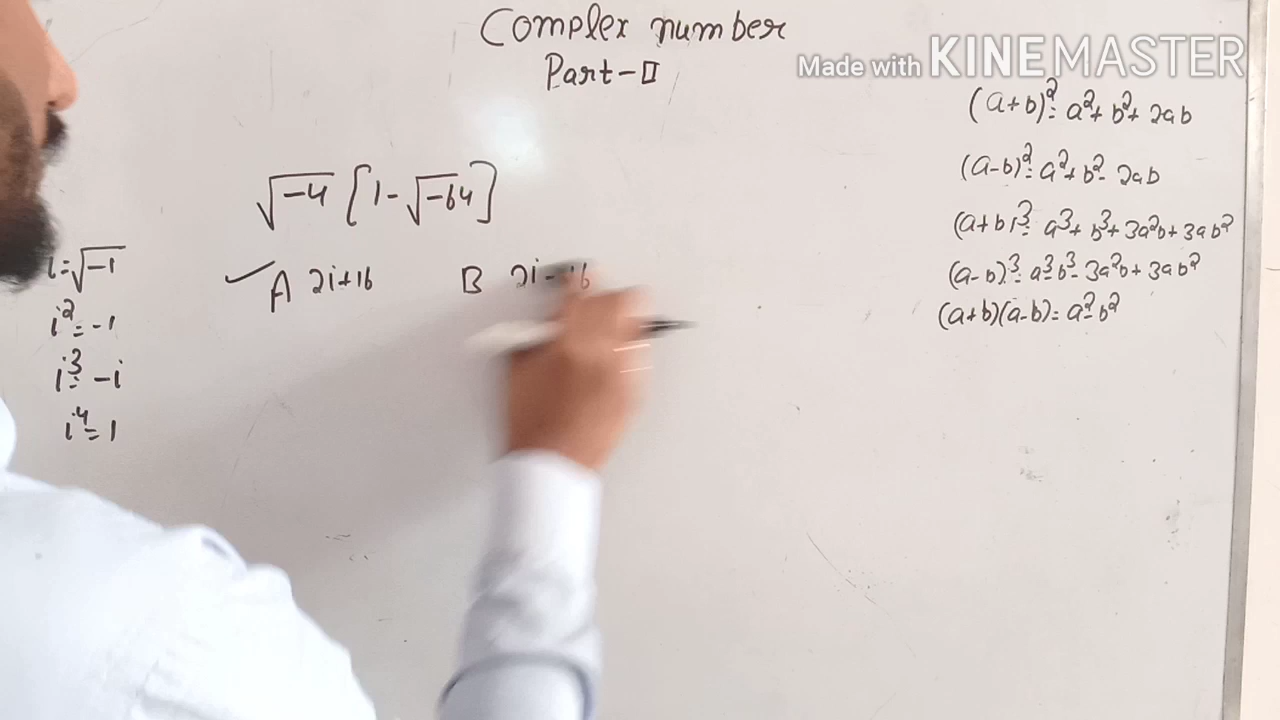 Complex number
Part-II
Made with KINEMASTER
√-4 [1-√-64]
A 2i+16 B 2i-16
i=√-1
i²=-1
i³=-i
i⁴=1
(a+b)²=a²+b²+2ab
(a-b)²=a²+b²-2ab
(a+b)³=a³+b³+3a²b+3ab²
(a-b)³=a³-b³-3a²b+3ab²
(a+b)(a-b)=a²-b²